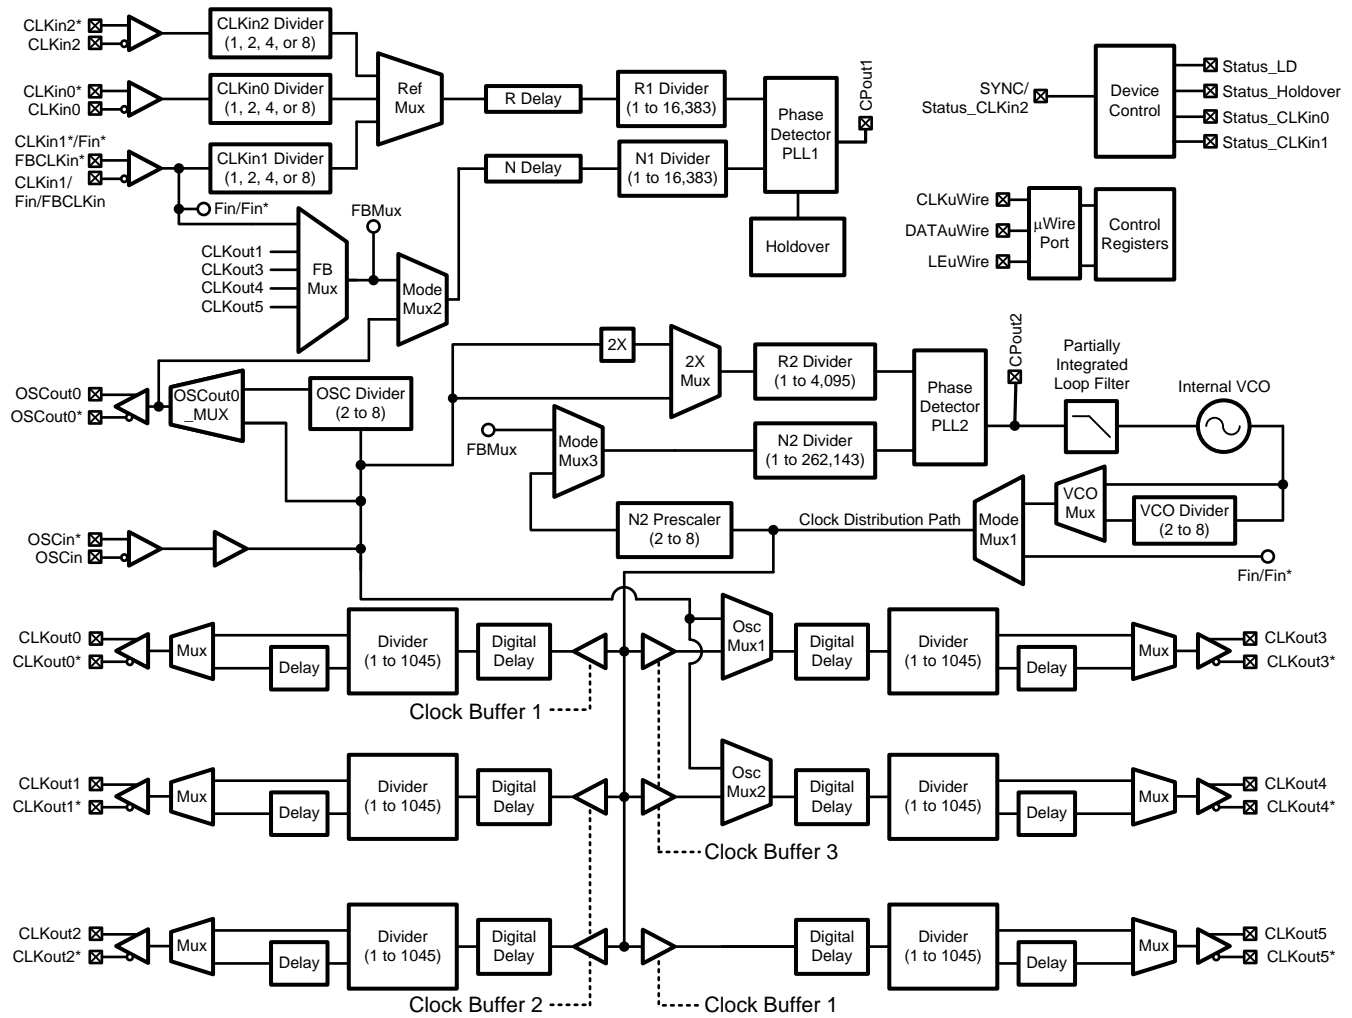 CLKin2*
CLKin2
CLKin2 Divider
(1, 2, 4, or 8)
CLKin0*
CLKin0
CLKin0 Divider
(1, 2, 4, or 8)
CLKin1*/Fin*
FBCLKin*
CLKin1/
Fin/FBCLKin
CLKin1 Divider
(1, 2, 4, or 8)
Ref
Mux
R Delay
R1 Divider
(1 to 16,383)
N Delay
N1 Divider
(1 to 16,383)
Phase
Detector
PLL1
CPout1
Holdover
SYNC/
Status_CLKin2
Device
Control
Status_LD
Status_Holdover
Status_CLKin0
Status_CLKin1
CLKuWire
DATAuWire
LEuWire
µWire
Port
Control
Registers
Fin/Fin*
FBMux
CLKout1
CLKout3
CLKout4
CLKout5
FB
Mux
Mode
Mux2
OSCout0
OSCout0*
OSCout0
_MUX
OSC Divider
(2 to 8)
2X
2X
Mux
R2 Divider
(1 to 4,095)
FBMux
Mode
Mux3
N2 Divider
(1 to 262,143)
Phase
Detector
PLL2
CPout2
Partially
Integrated
Loop Filter
Internal VCO
OSCin*
OSCin
N2 Prescaler
(2 to 8)
Clock Distribution Path
Mode
Mux1
VCO
Mux
VCO Divider
(2 to 8)
Fin/Fin*
CLKout0
CLKout0*
Mux
Delay
Divider
(1 to 1045)
Digital
Delay
Osc
Mux1
Digital
Delay
Divider
(1 to 1045)
Delay
Mux
CLKout3
CLKout3*
Clock Buffer 1
CLKout1
CLKout1*
Mux
Delay
Divider
(1 to 1045)
Digital
Delay
Osc
Mux2
Digital
Delay
Divider
(1 to 1045)
Delay
Mux
CLKout4
CLKout4*
Clock Buffer 3
CLKout2
CLKout2*
Mux
Delay
Divider
(1 to 1045)
Digital
Delay
Digital
Delay
Divider
(1 to 1045)
Delay
Mux
CLKout5
CLKout5*
Clock Buffer 2
Clock Buffer 1